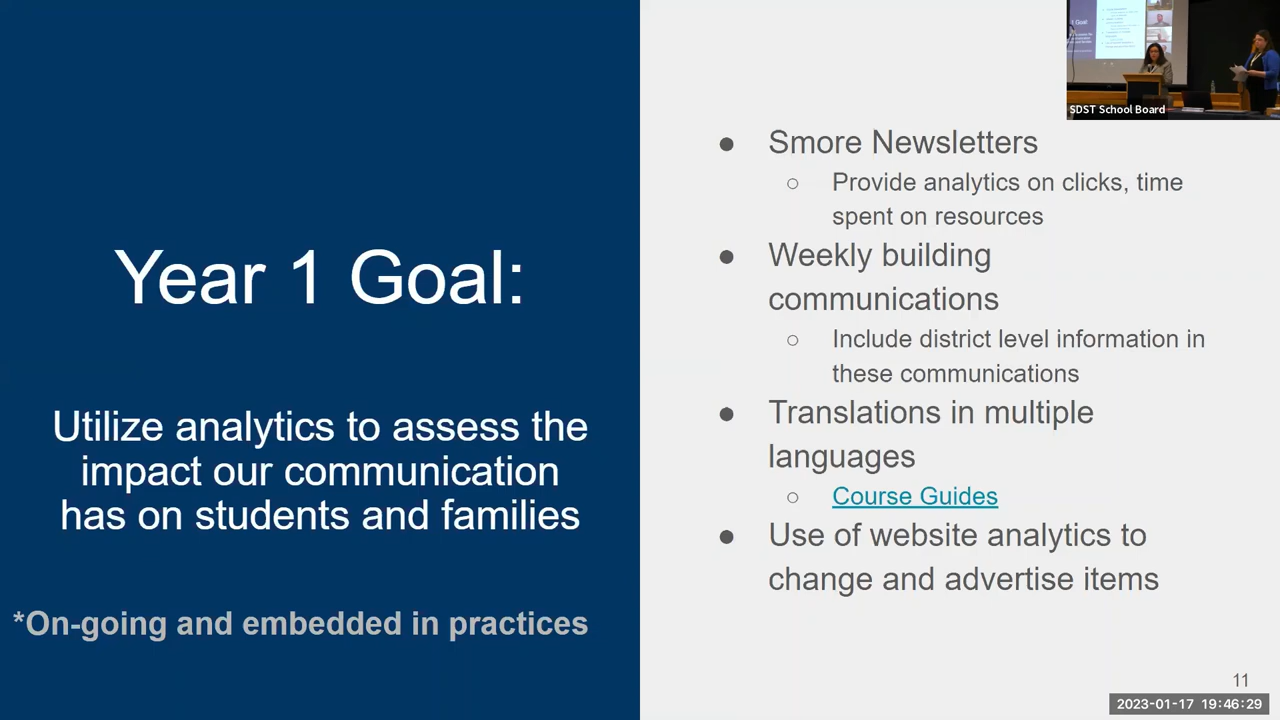 Year 1 Goal:
Utilize analytics to assess the
impact our communication
has on students and families
*On-going and embedded in practices
SDST School Board
● Smore Newsletters
○ Provide analytics on clicks, time
spent on resources
● Weekly building
communications
○ Include district level information in
these communications
● Translations in multiple
languages
○ Course Guides
● Use of website analytics to
change and advertise items
11
2023-01-17 19:46:29